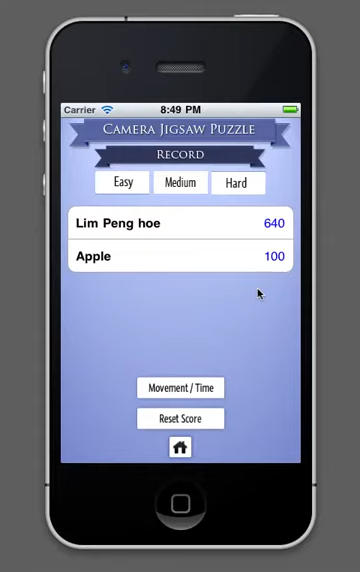 Carrier 8:49 PM
CAMERA JIGSAW PUZZLE
RECORD
Easy Medium Hard
Lim Peng hoe 640
Apple 100
Movement / Time
Reset Score